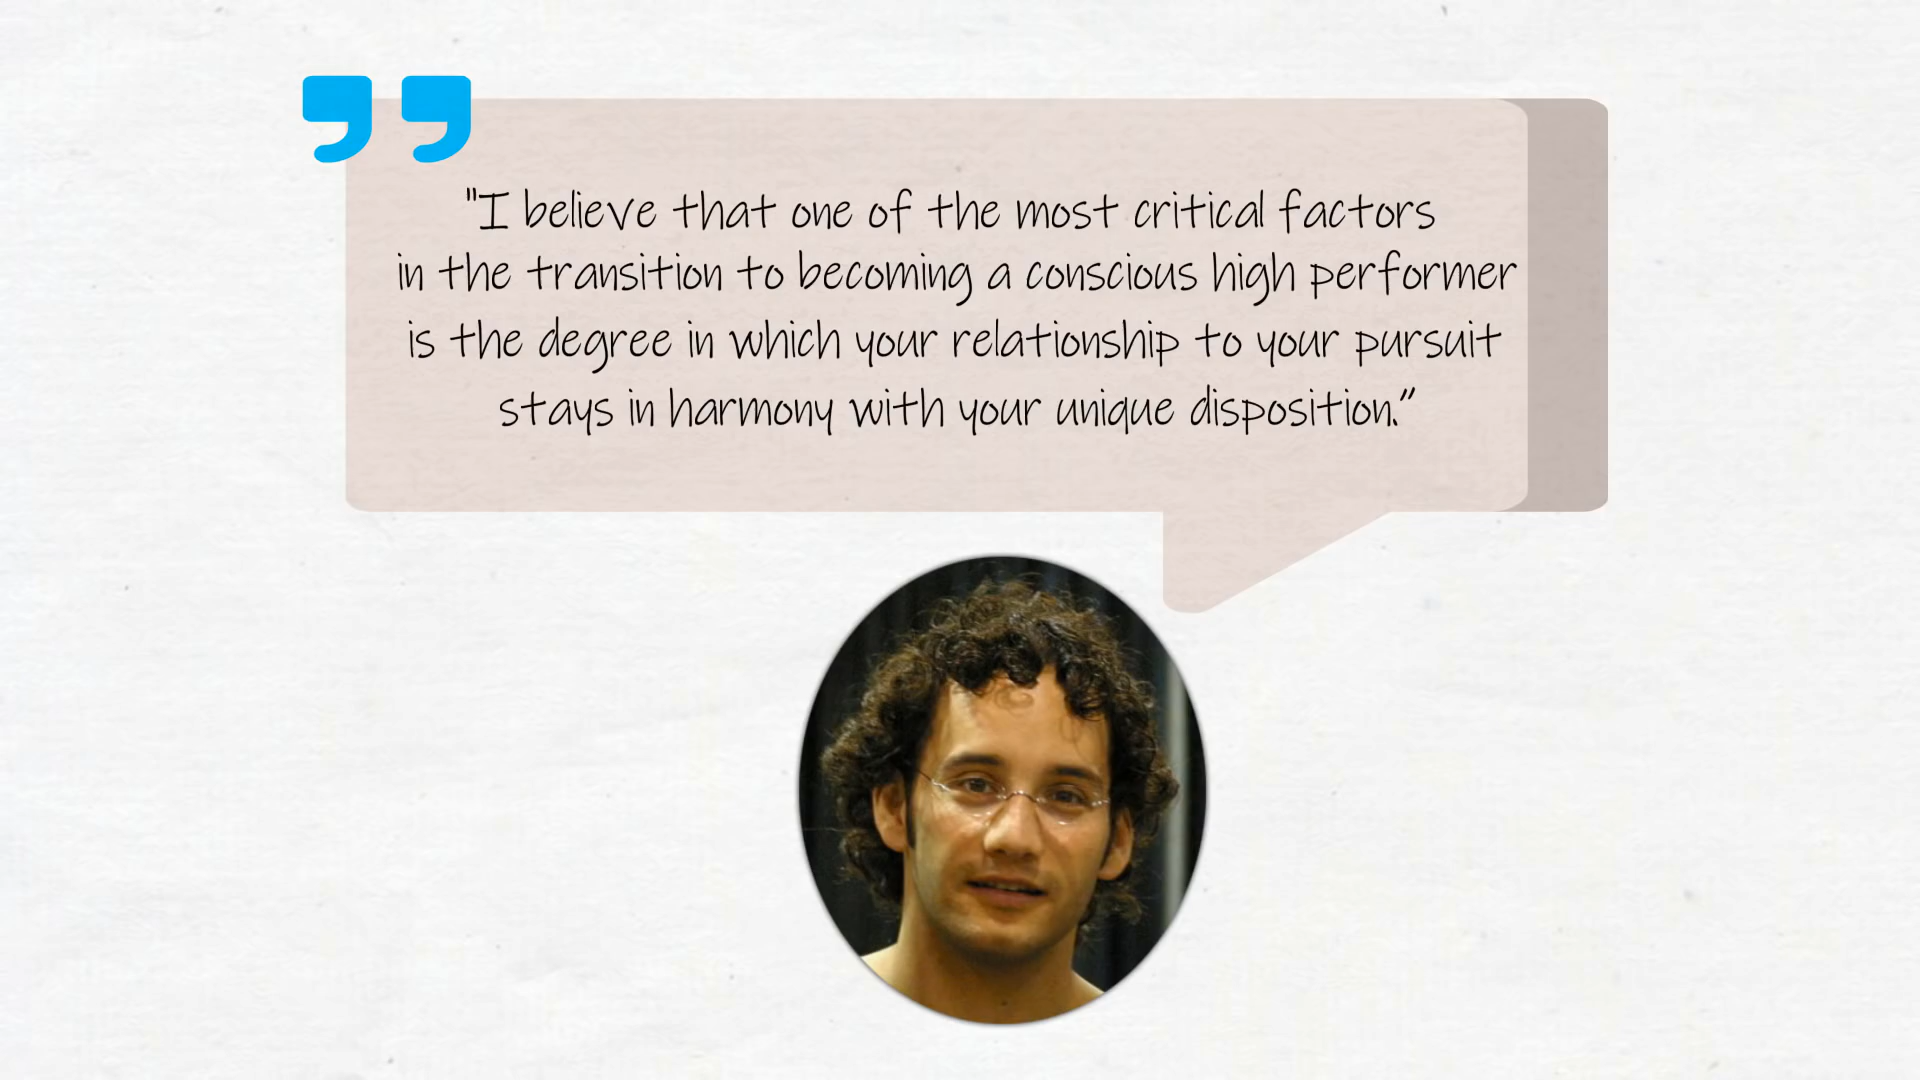 "I believe that one of the most critical factors
in the transition to becoming a conscious high performer
is the degree in which your relationship to your pursuit
stays in harmony with your unique disposition.”